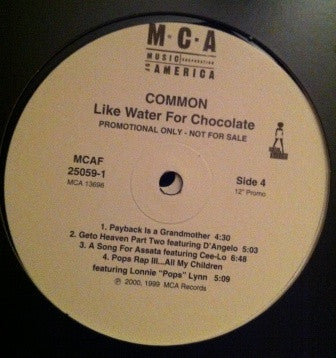 M·C·A
MUSIC CORPORATION
OF AMERICA
COMMON
Like Water For Chocolate
PROMOTIONAL ONLY - NOT FOR SALE
MCAF
25059-1
MCA 13698
Side 4
12" Promo
1. Payback Is a Grandmother 4:30
2. Geto Heaven Part Two featuring D'Angelo 5:03
3. A Song For Assata featuring Cee-Lo 6:48
4. Pops Rap III...All My Children
featuring Lonnie "Pops" Lynn 5:09
℗ 2000, 1999 MCA Records